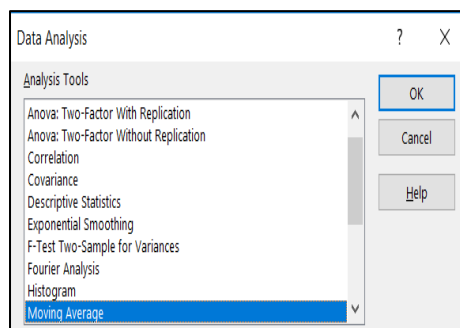 Data Analysis
?
X
Analysis Tools
Anova: Two-Factor With Replication
Anova: Two-Factor Without Replication
Correlation
Covariance
Descriptive Statistics
Exponential Smoothing
F-Test Two-Sample for Variances
Fourier Analysis
Histogram
Moving Average
OK
Cancel
Help